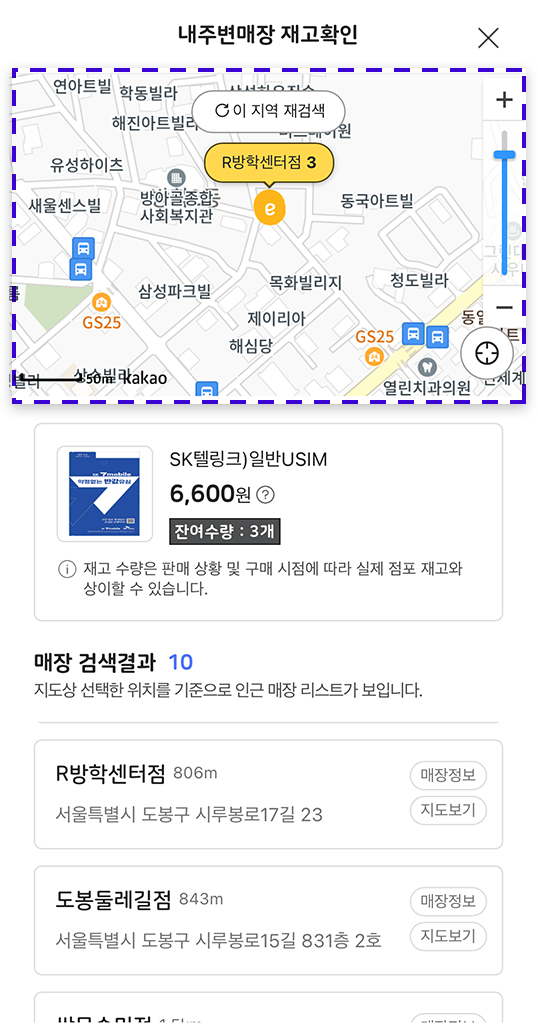 내주변매장 재고확인
연아트빌
학동빌라
이 지역 재검색
해진아트빌라
R방학센터점 3
유성하이츠
방아골종합
사회복지관
새울센스빌
동국아트빌
e
목화빌리지
청도빌라
삼성파크빌
GS25
제이리아
해심당
GS25
350m kakao
열린치과의원
SK텔링크)일반USIM
7mobile
약정없는 반값유심
6,600원 ?
잔여수량 : 3개
재고 수량은 판매 상황 및 구매 시점에 따라 실제 점포 재고와
상이할 수 있습니다.
매장 검색결과 10
지도상 선택한 위치를 기준으로 인근 매장 리스트가 보입니다.
R방학센터점 806m
매장정보
서울특별시 도봉구 시루봉로17길 23
지도보기
도봉둘레길점 843m
매장정보
서울특별시 도봉구 시루봉로15길 831층 2호
지도보기